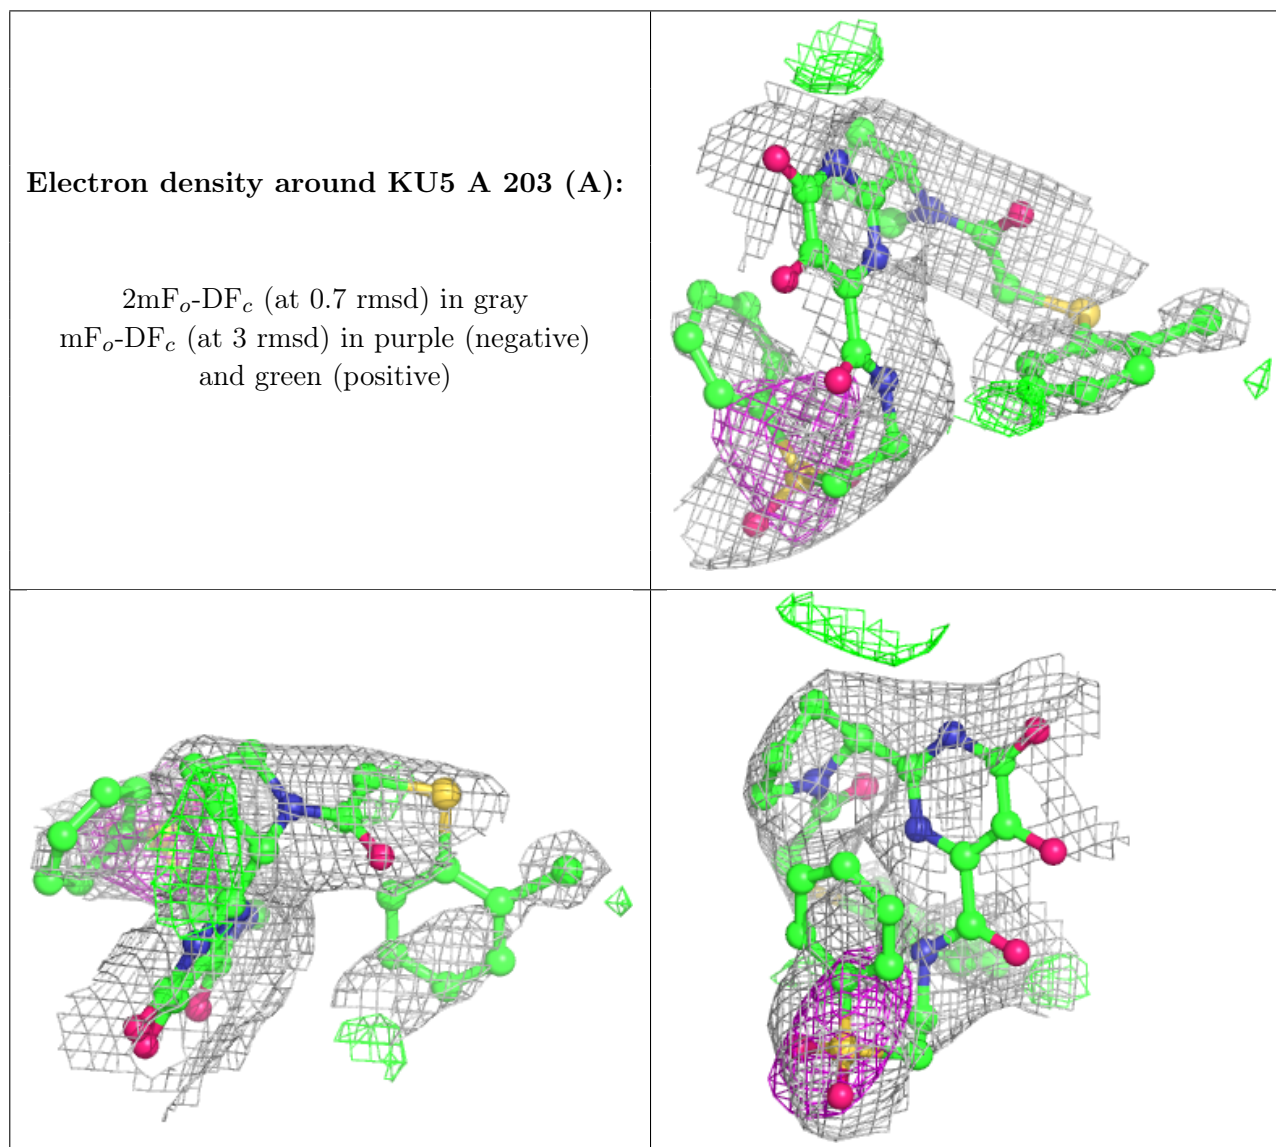 Electron density around KU5 A 203 (A):
2mFₒ-DF𝑐 (at 0.7 rmsd) in gray
mFₒ-DF𝑐 (at 3 rmsd) in purple (negative)
and green (positive)